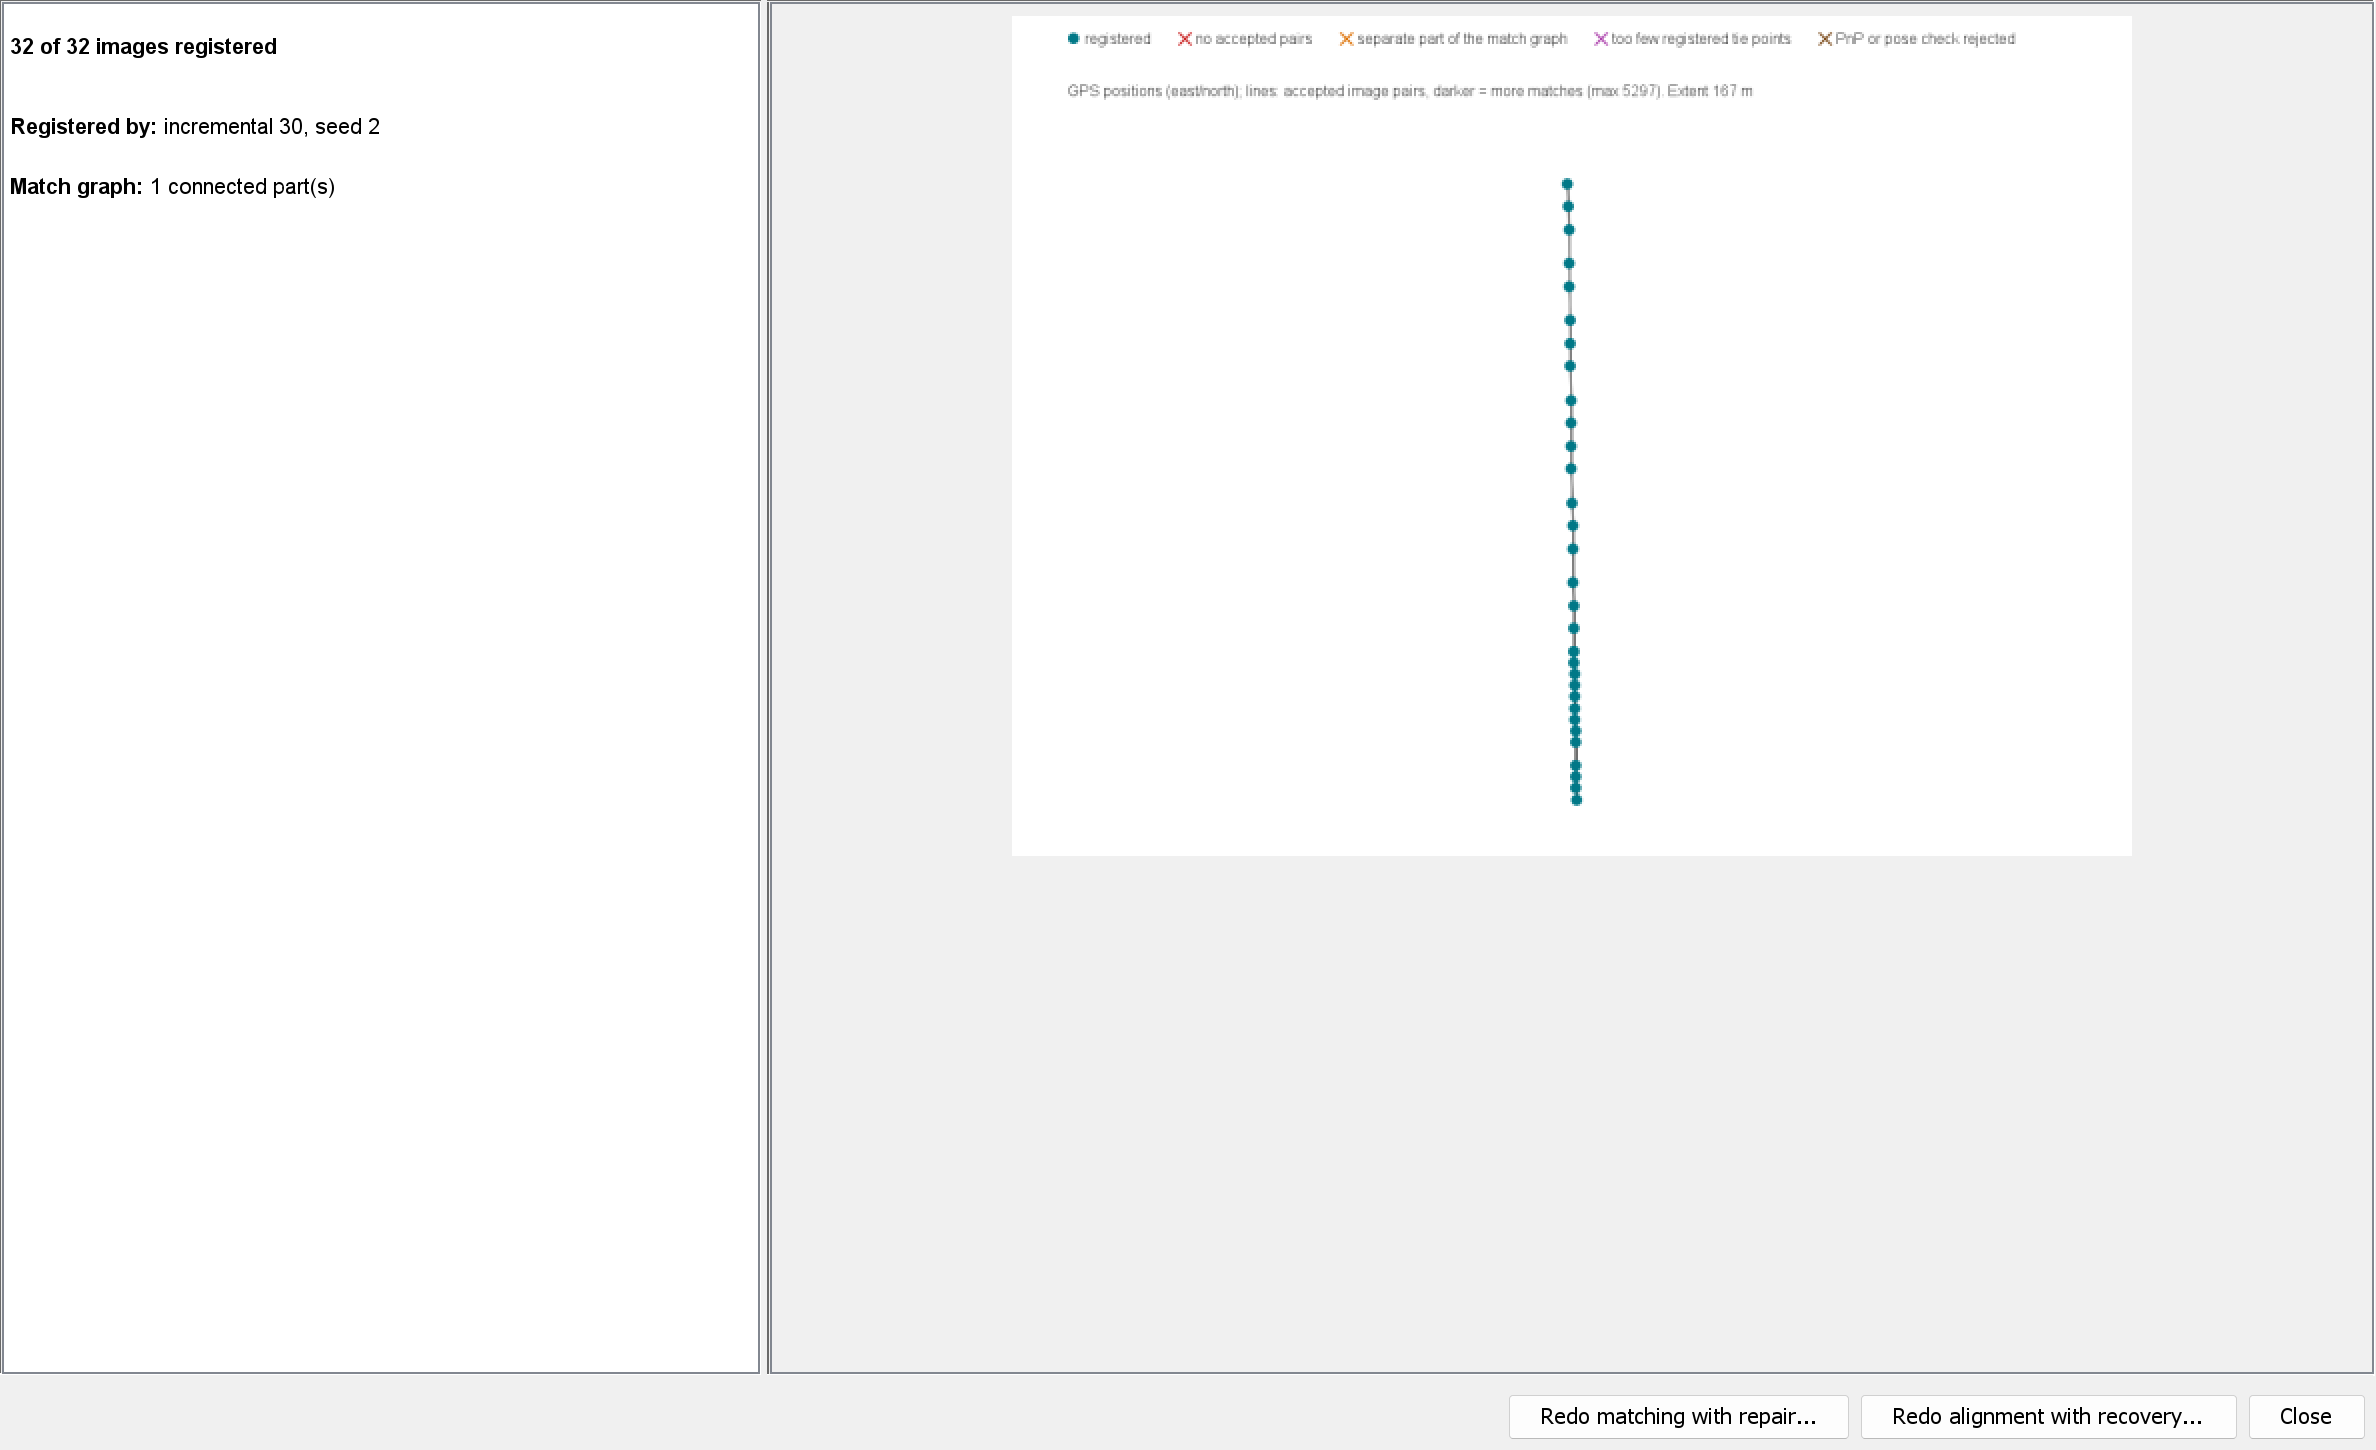 32 of 32 images registered
Registered by: incremental 30, seed 2
Match graph: 1 connected part(s)
registered no accepted pairs separate part of the match graph too few registered tie points PnP or pose check rejected
GPS positions (east/north); lines: accepted image pairs, darker = more matches (max 5297). Extent 167 m
Redo matching with repair... Redo alignment with recovery... Close